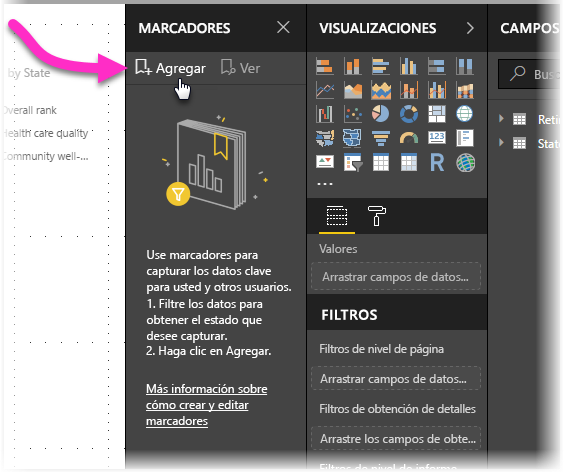 by State
Overall rank
Health care quality
Community well-...
MARCADORES
Agregar
Ver
Use marcadores para
capturar los datos clave
para usted y otros usuarios.
1. Filtre los datos para
obtener el estado que
desee capturar.
2. Haga clic en Agregar.
Más información sobre
cómo crear y editar
marcadores
VISUALIZACIONES
123
R
...
Valores
Arrastrar campos de datos...
FILTROS
Filtros de nivel de página
Arrastrar campos de datos...
Filtros de obtención de detalles
Arrastre los campos de obte...
Filtros de nivel de informe
CAMPOS
Bus
Reti
State